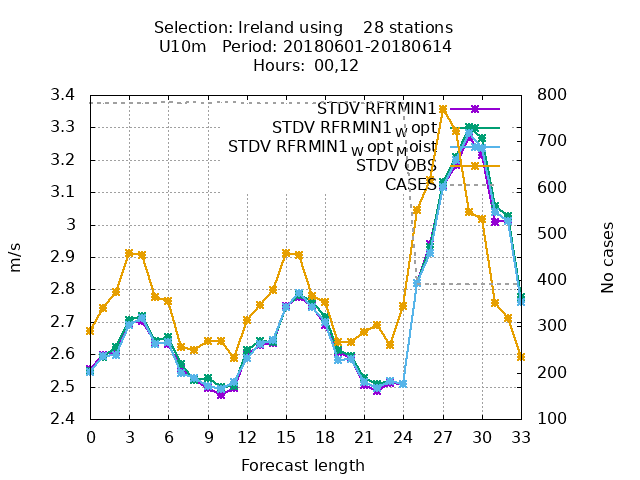 Selection: Ireland using 28 stations
U10m Period: 20180601-20180614
Hours: 00,12
STDV RFRMIN1
STDV RFRMIN1 W opt
STDV RFRMIN1 W opt M oist
STDV OBS
CASES
3.4
3.3
3.2
3.1
3
2.9
2.8
2.7
2.6
2.5
2.4
m/s
800
700
600
500
400
300
200
100
No cases
0 3 6 9 12 15 18 21 24 27 30 33
Forecast length